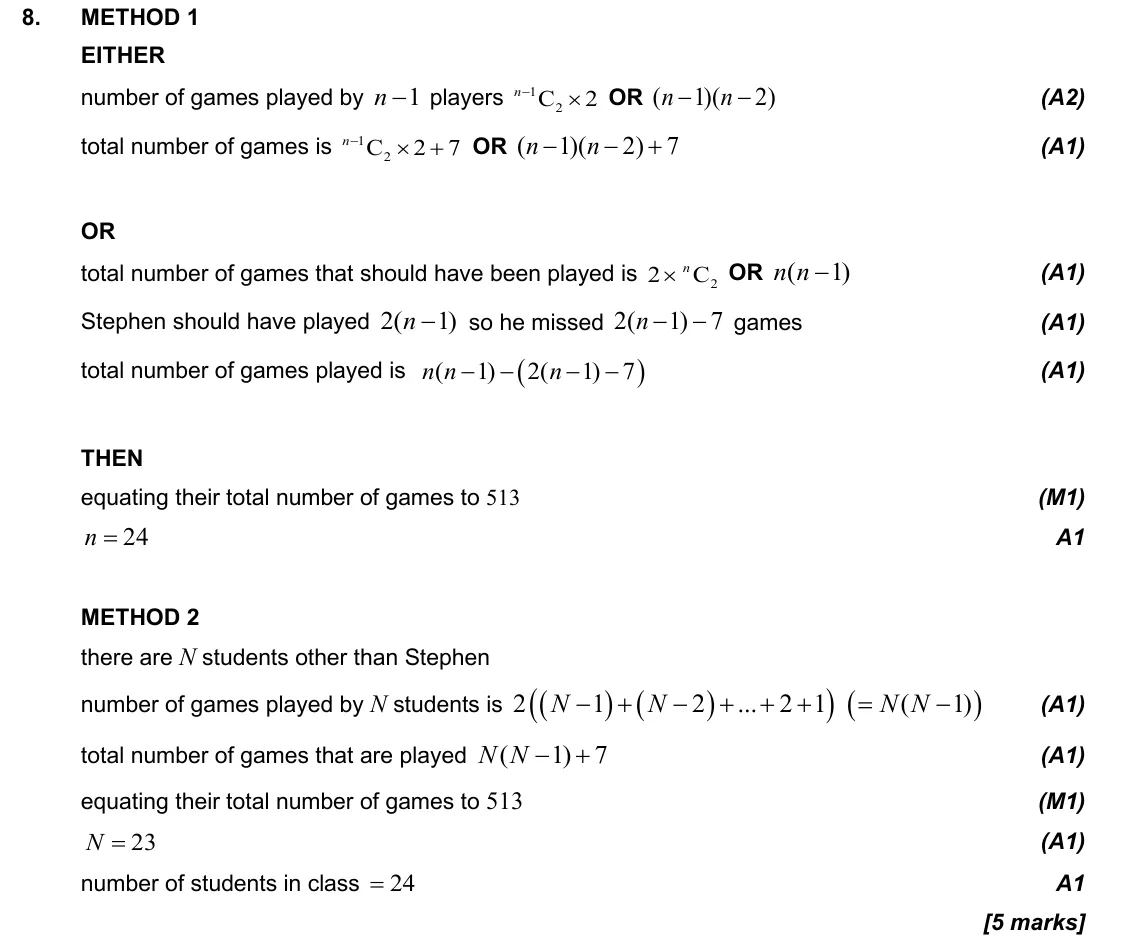 8. METHOD 1
EITHER
number of games played by n−1 players ⁿ⁻¹C₂ × 2 OR (n−1)(n−2) (A2)
total number of games is ⁿ⁻¹C₂ × 2 + 7 OR (n−1)(n−2)+7 (A1)
OR
total number of games that should have been played is 2× ⁿC₂ OR n(n−1) (A1)
Stephen should have played 2(n−1) so he missed 2(n−1)−7 games (A1)
total number of games played is n(n−1)−(2(n−1)−7) (A1)
THEN
equating their total number of games to 513 (M1)
n = 24 A1
METHOD 2
there are N students other than Stephen
number of games played by N students is 2((N−1)+(N−2)+...+2+1) (= N(N−1)) (A1)
total number of games that are played N(N−1)+7 (A1)
equating their total number of games to 513 (M1)
N = 23 (A1)
number of students in class = 24 A1
[5 marks]